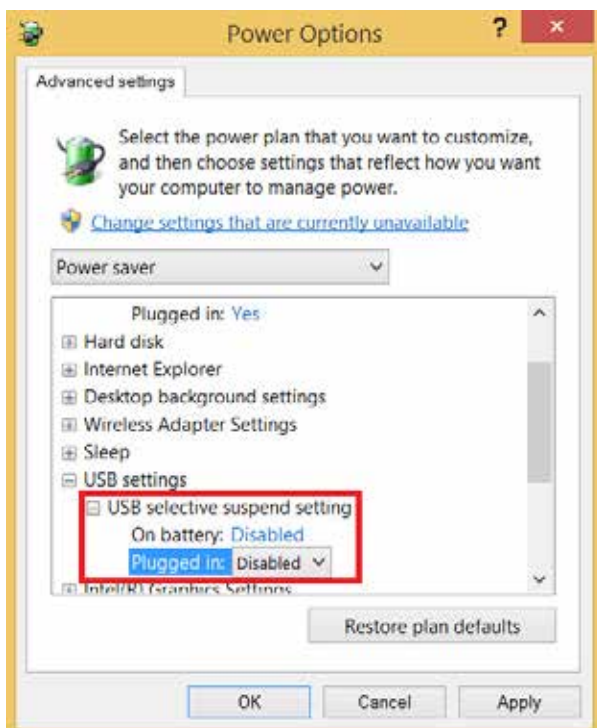 Power Options
?
Advanced settings
Select the power plan that you want to customize,
and then choose settings that reflect how you want
your computer to manage power.
Change settings that are currently unavailable
Power saver
Plugged in: Yes
Hard disk
Internet Explorer
Desktop background settings
Wireless Adapter Settings
Sleep
USB settings
USB selective suspend setting
On battery: Disabled
Plugged in: Disabled
Intel(R) Graphics Settings
Restore plan defaults
OK Cancel Apply